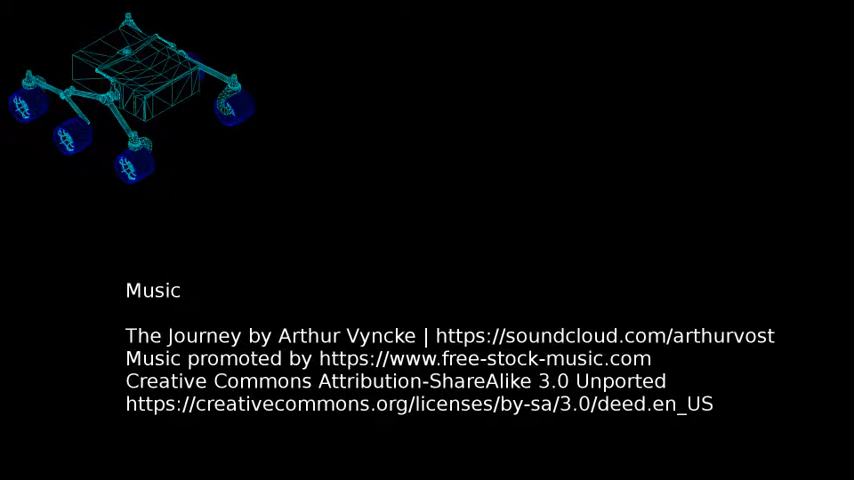 Music
The Journey by Arthur Vyncke | https://soundcloud.com/arthurvost
Music promoted by https://www.free-stock-music.com
Creative Commons Attribution-ShareAlike 3.0 Unported
https://creativecommons.org/licenses/by-sa/3.0/deed.en_US